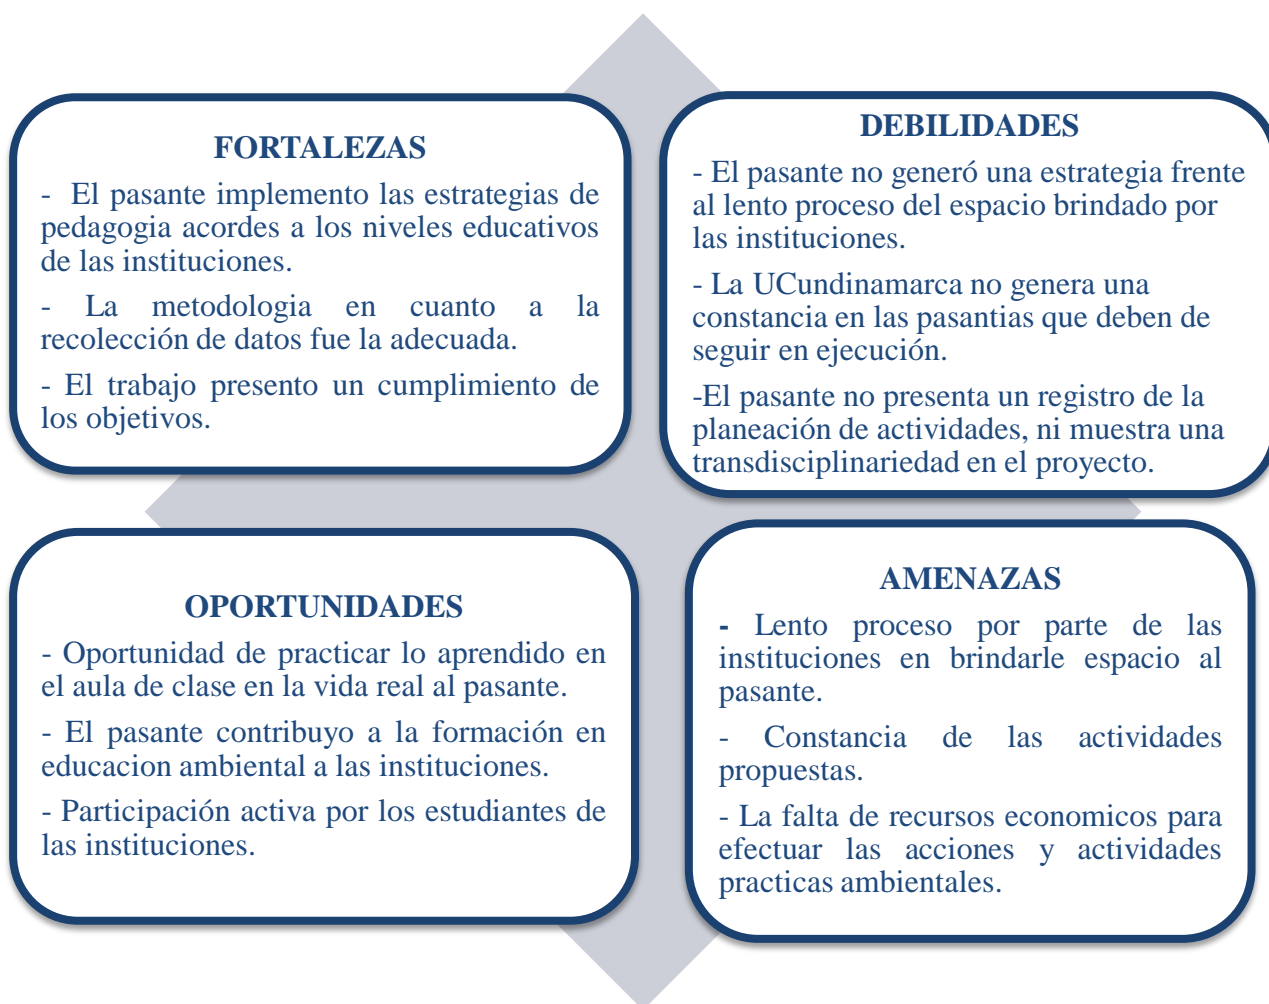 FORTALEZAS
- El pasante implemento las estrategias de
pedagogia acordes a los niveles educativos
de las instituciones.
- La metodologia en cuanto a la
recolección de datos fue la adecuada.
- El trabajo presento un cumplimiento de
los objetivos.
DEBILIDADES
- El pasante no generó una estrategia frente
al lento proceso del espacio brindado por
las instituciones.
- La UCundinamarca no genera una
constancia en las pasantias que deben de
seguir en ejecución.
-El pasante no presenta un registro de la
planeación de actividades, ni muestra una
transdisciplinariedad en el proyecto.
OPORTUNIDADES
- Oportunidad de practicar lo aprendido en
el aula de clase en la vida real al pasante.
- El pasante contribuyo a la formación en
educacion ambiental a las instituciones.
- Participación activa por los estudiantes de
las instituciones.
AMENAZAS
- Lento proceso por parte de las
instituciones en brindarle espacio al
pasante.
- Constancia de las actividades
propuestas.
- La falta de recursos economicos para
efectuar las acciones y actividades
practicas ambientales.